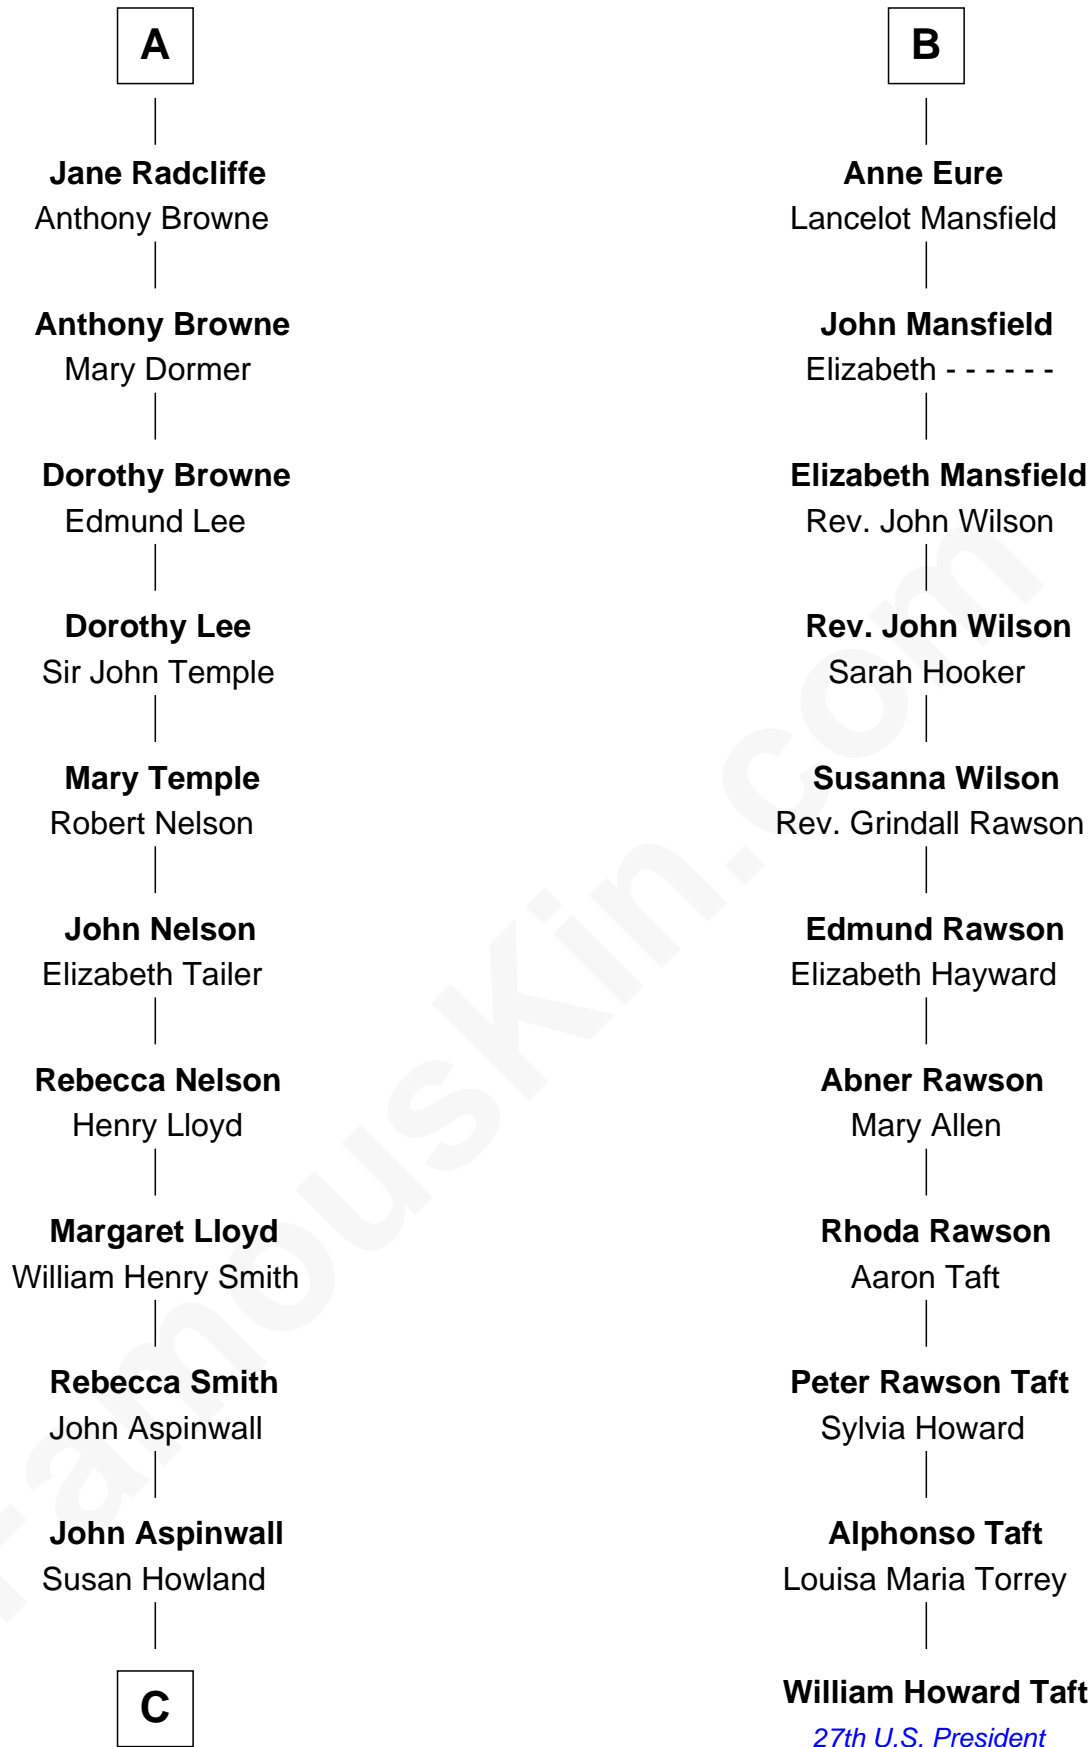 A
Jane Radcliffe
Anthony Browne
Anthony Browne
Mary Dormer
Dorothy Browne
Edmund Lee
Dorothy Lee
Sir John Temple
Mary Temple
Robert Nelson
John Nelson
Elizabeth Tailer
Rebecca Nelson
Henry Lloyd
Margaret Lloyd
William Henry Smith
Rebecca Smith
John Aspinwall
John Aspinwall
Susan Howland
C
B
Anne Eure
Lancelot Mansfield
John Mansfield
Elizabeth - - - - - -
Elizabeth Mansfield
Rev. John Wilson
Rev. John Wilson
Sarah Hooker
Susanna Wilson
Rev. Grindall Rawson
Edmund Rawson
Elizabeth Hayward
Abner Rawson
Mary Allen
Rhoda Rawson
Aaron Taft
Peter Rawson Taft
Sylvia Howard
Alphonso Taft
Louisa Maria Torrey
William Howard Taft
27th U.S. President
FamousKin.com